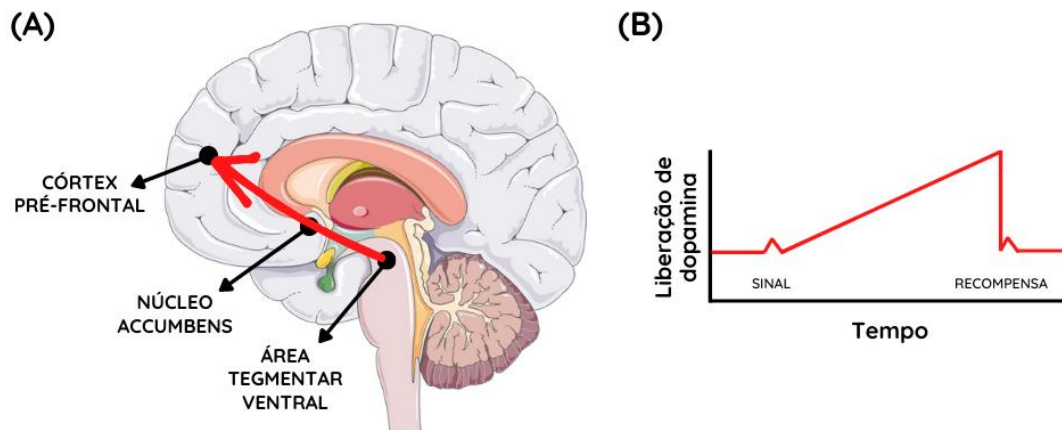 (A)
CÓRTEX
PRÉ-FRONTAL
NÚCLEO
ACCUMBENS
ÁREA
TEGMENTAR
VENTRAL
(B)
Liberação de
dopamina
SINAL
RECOMPENSA
Tempo